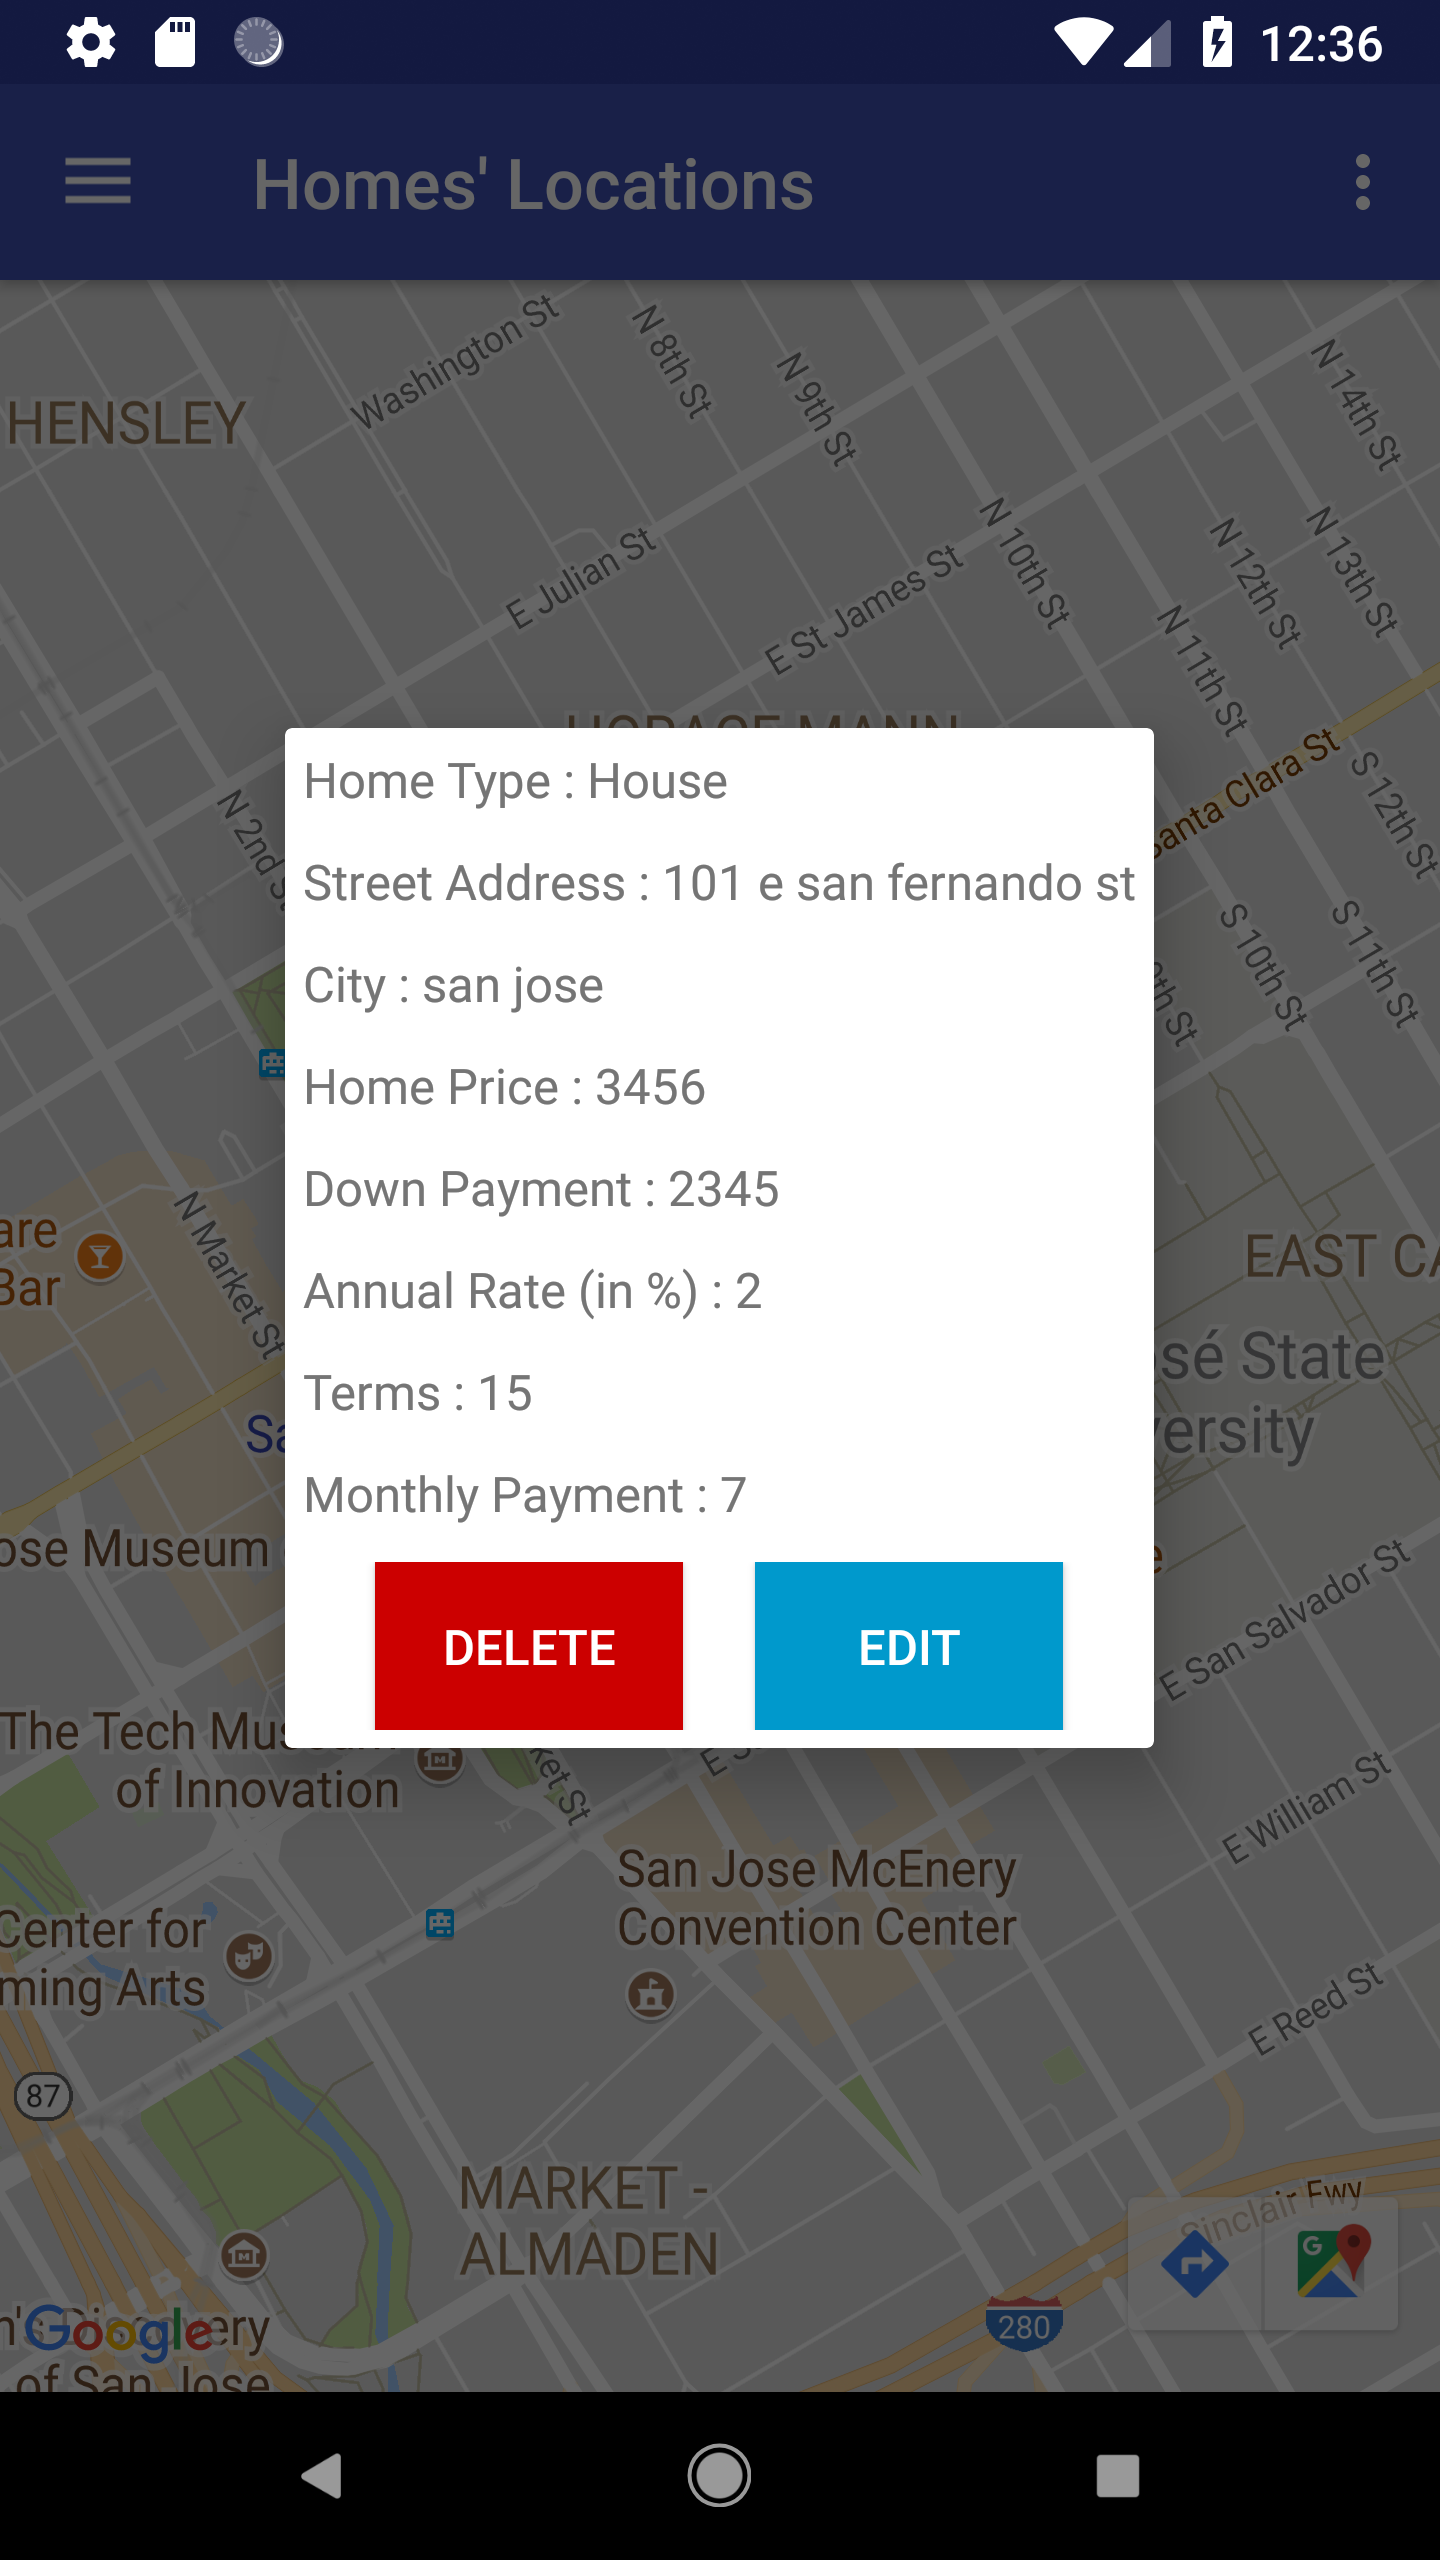 12:36
Homes' Locations
Washington St
N 8th St
N 9th St
N 14th St
HENSLEY
E Julian St
E St James St
N 10th St
N 12th St
N 13th St
N 11th St
Santa Clara St
S 12th St
N 2nd St
S 10th St
S 11th St
Home Type : House
Street Address : 101 e san fernando st
City : san jose
Home Price : 3456
Down Payment : 2345
Annual Rate (in %) : 2
Terms : 15
Monthly Payment : 7
DELETE
EDIT
are
Bar
N Market St
EAST CA
sé State
versity
ose Museum
E San Salvador St
The Tech Museum
of Innovation
ket St
E William St
San Jose McEnery
Convention Center
Center for
ming Arts
E Reed St
87
MARKET -
ALMADEN
Sinclair Fwy
280
Google
n's Discovery
of San Jose